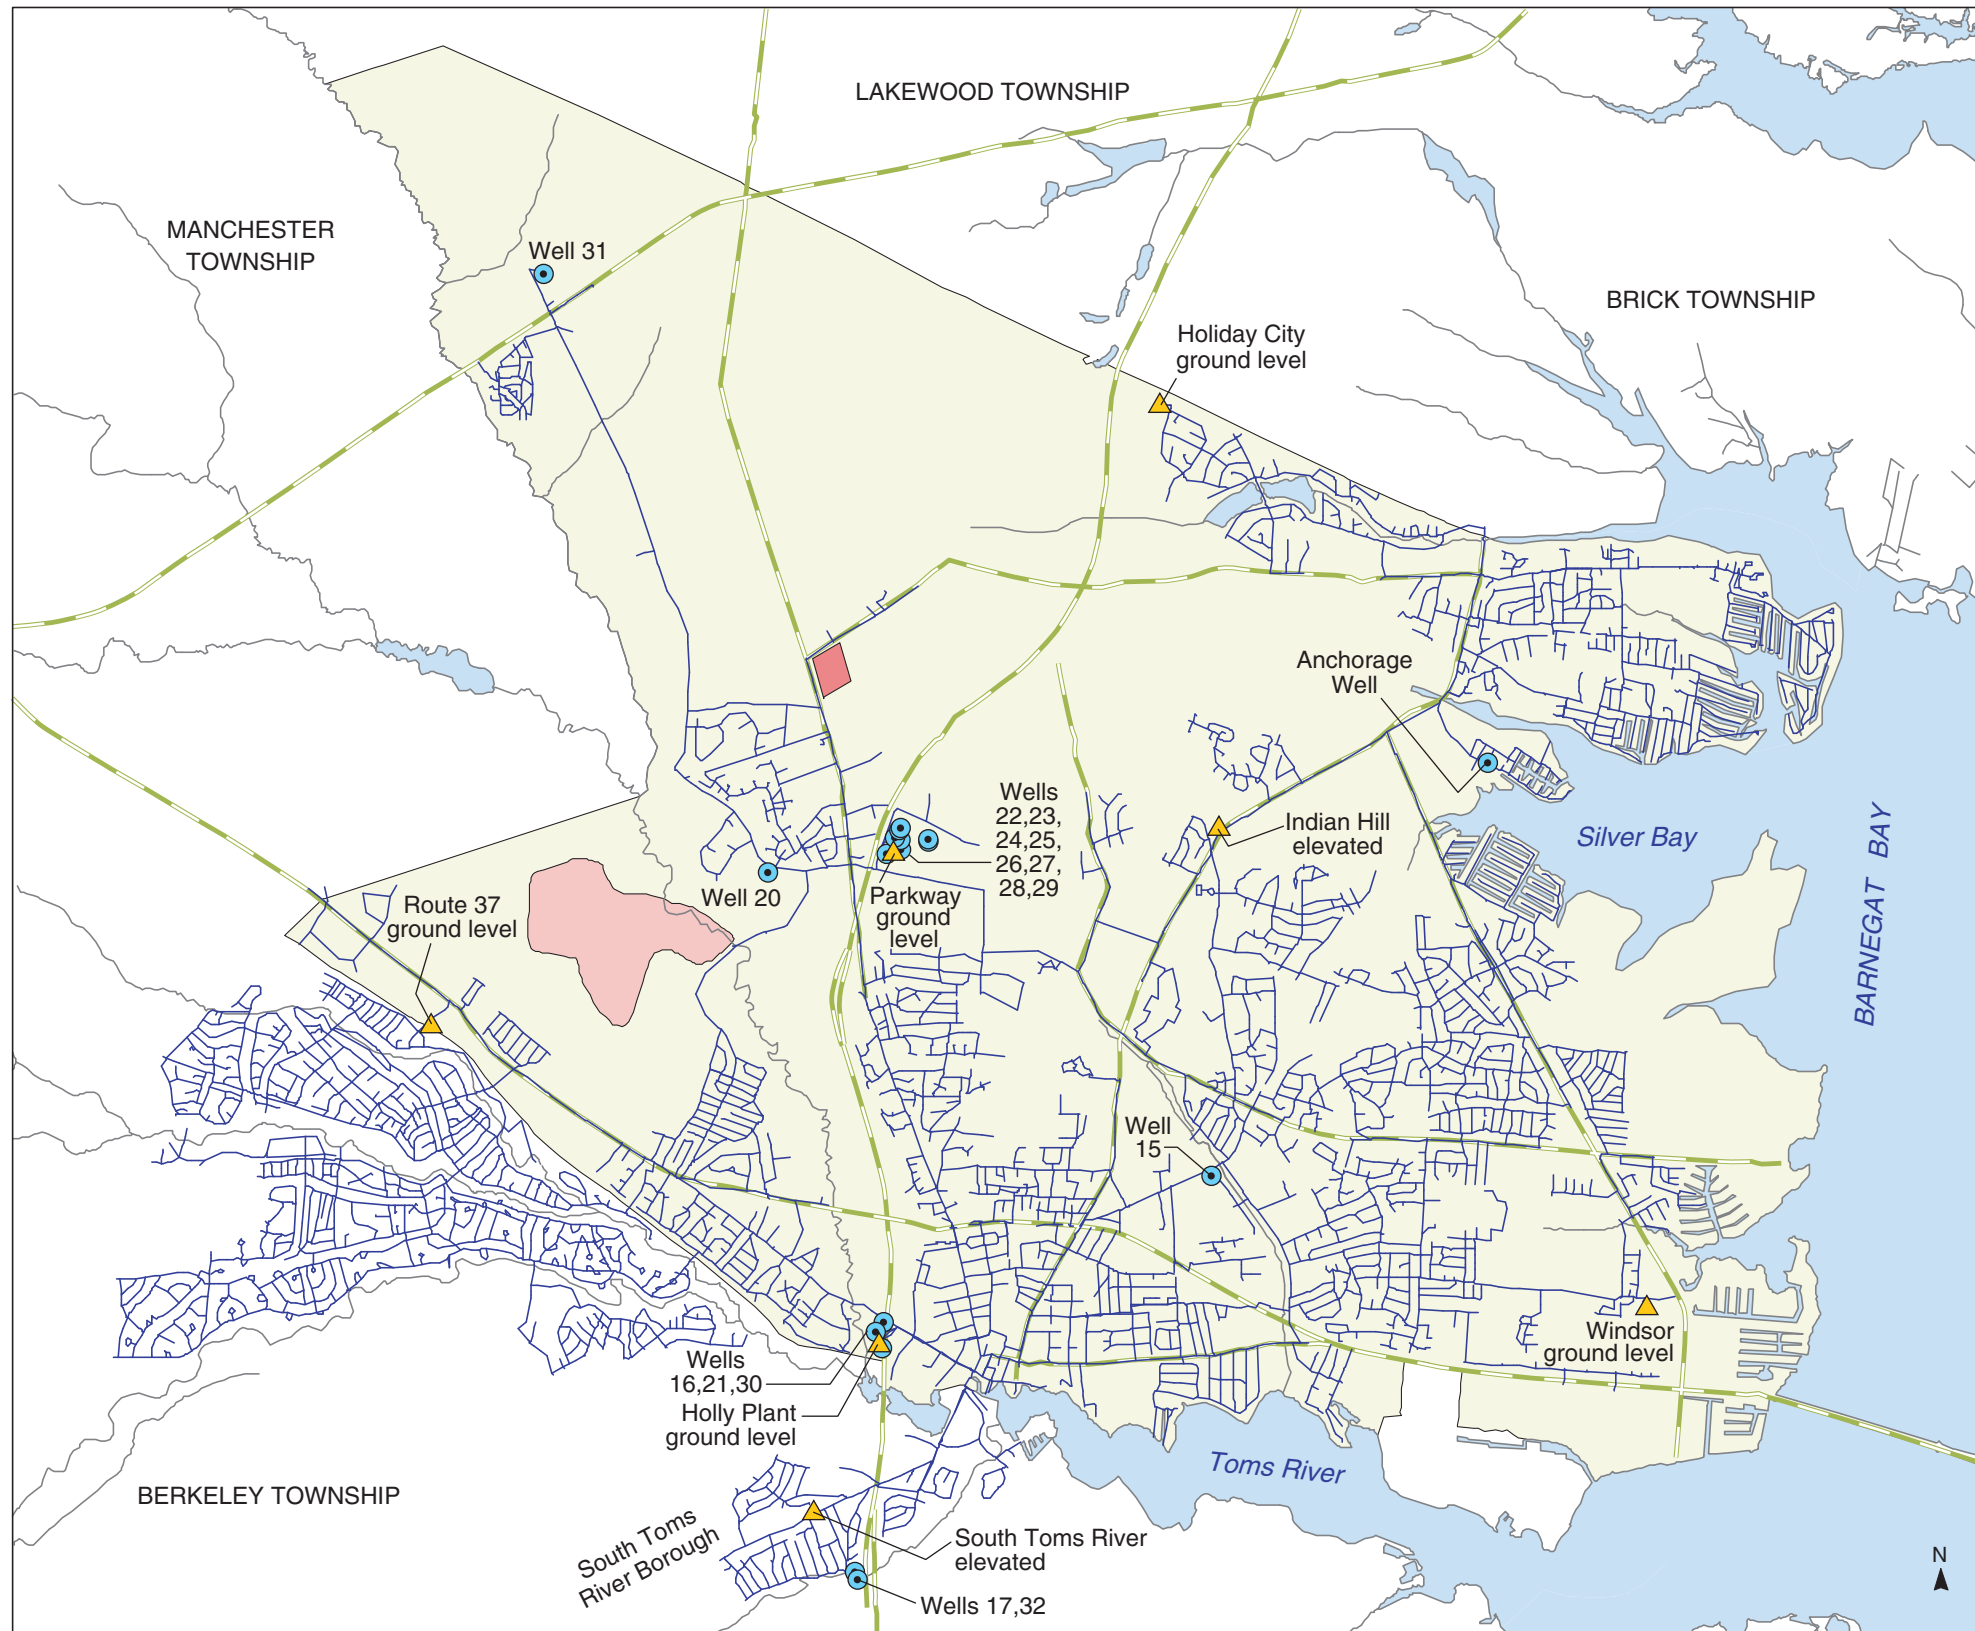 LAKEWOOD TOWNSHIP
MANCHESTER
TOWNSHIP
Well 31
BRICK TOWNSHIP
Holiday City
ground level
Anchorage
Well
Wells
22,23,
24,25,
26,27,
28,29
Indian Hill
elevated
Silver Bay
BARNEGAT BAY
Well 20
Parkway
ground
level
Route 37
ground level
Well
15
Windsor
ground level
Wells
16,21,30
Holly Plant
ground level
Toms River
BERKELEY TOWNSHIP
South Toms
River Borough
South Toms River
elevated
Wells 17,32
N